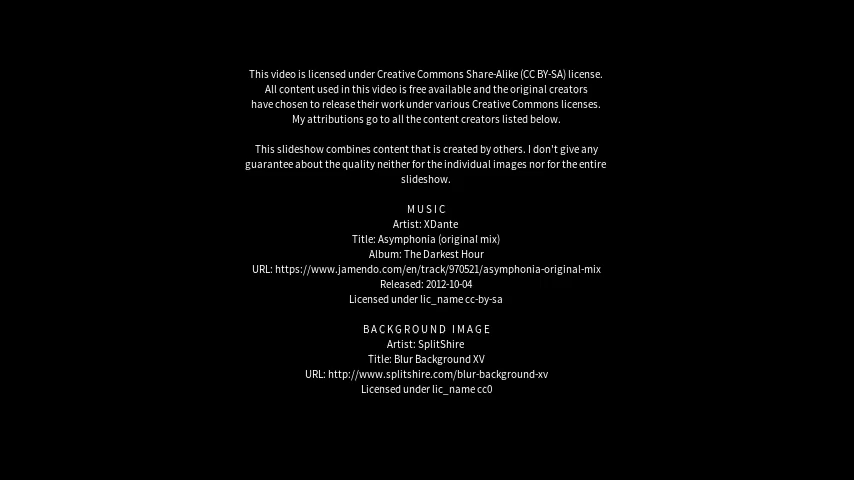 This video is licensed under Creative Commons Share-Alike (CC BY-SA) license.
All content used in this video is free available and the original creators
have chosen to release their work under various Creative Commons licenses.
My attributions go to all the content creators listed below.
This slideshow combines content that is created by others. I don't give any
guarantee about the quality neither for the individual images nor for the entire
slideshow.
MUSIC
Artist: XDante
Title: Asymphonia (original mix)
Album: The Darkest Hour
URL: https://www.jamendo.com/en/track/970521/asymphonia-original-mix
Released: 2012-10-04
Licensed under lic_name cc-by-sa
BACKGROUND IMAGE
Artist: SplitShire
Title: Blur Background XV
URL: http://www.splitshire.com/blur-background-xv
Licensed under lic_name cc0